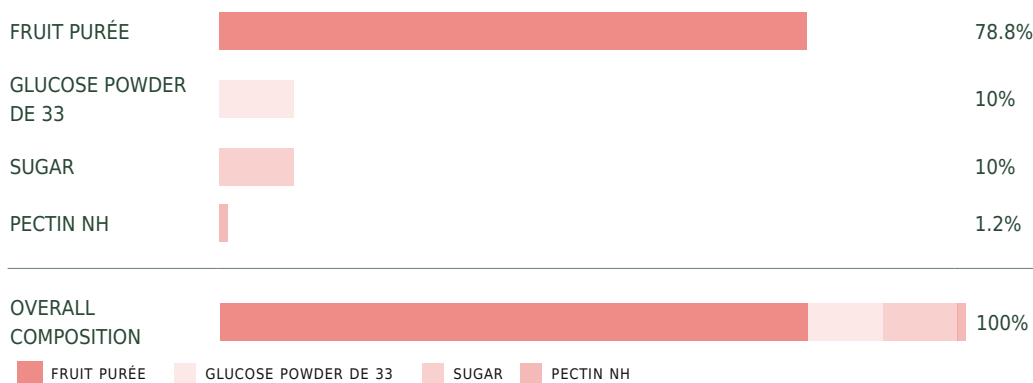 FRUIT PURÉE 78.8%
GLUCOSE POWDER
DE 33
10%
SUGAR 10%
PECTIN NH 1.2%
OVERALL
COMPOSITION
100%
FRUIT PURÉE GLUCOSE POWDER DE 33 SUGAR PECTIN NH